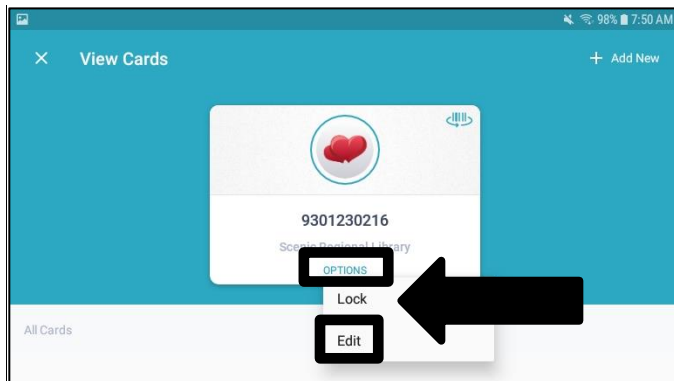 98% 7:50 AM
View Cards
+ Add New
9301230216
Scenic Regional Library
OPTIONS
Lock
Edit
All Cards